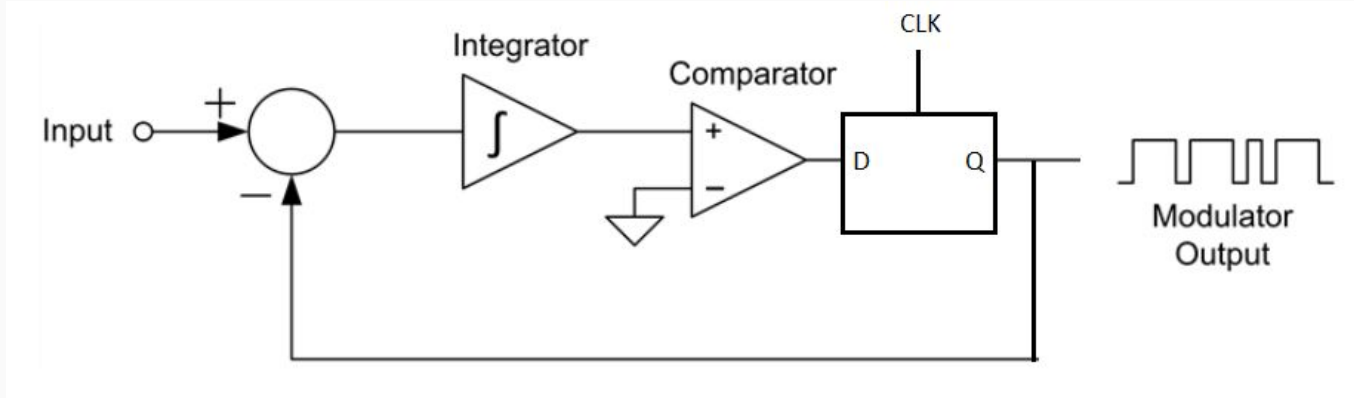 CLK
Integrator
Comparator
+
Input
∫
+
D
Q
−
−
Modulator
Output